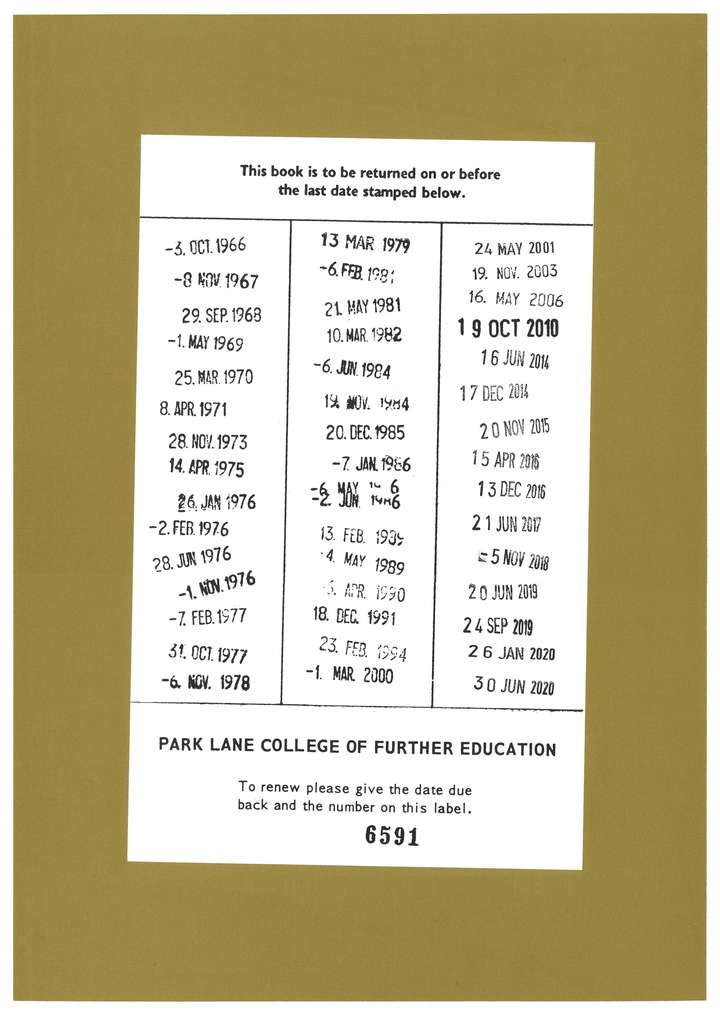 This book is to be returned on or before
the last date stamped below.
-3. OCT. 1966
-8 NOV. 1967
29. SEP. 1968
-1. MAY 1969
25. MAR. 1970
8. APR. 1971
28. NOV. 1973
14. APR. 1975
26. JAN 1976
-2. FEB. 1976
28. JUN 1976
-1. NOV. 1976
-7. FEB. 1977
31. OCT. 1977
-6. NOV. 1978
13 MAR 1979
-6. FEB. 1981
21. MAY 1981
10. MAR. 1982
-6. JUN. 1984
19. NOV. 1984
20. DEC. 1985
-7. JAN. 1986
-6. MAY
-2. JUN. 1986
13. FEB. 1989
4. MAY 1989
APR. 1990
18. DEC. 1991
23. FEB. 1994
-1. MAR. 2000
24 MAY 2001
19. NOV. 2003
16. MAY 2006
19 OCT 2010
16 JUN 2014
17 DEC 2014
20 NOV 2015
15 APR 2016
13 DEC 2016
21 JUN 2017
=5 NOV 2018
20 JUN 2019
24 SEP 2019
26 JAN 2020
30 JUN 2020
PARK LANE COLLEGE OF FURTHER EDUCATION
To renew please give the date due
back and the number on this label.
6591